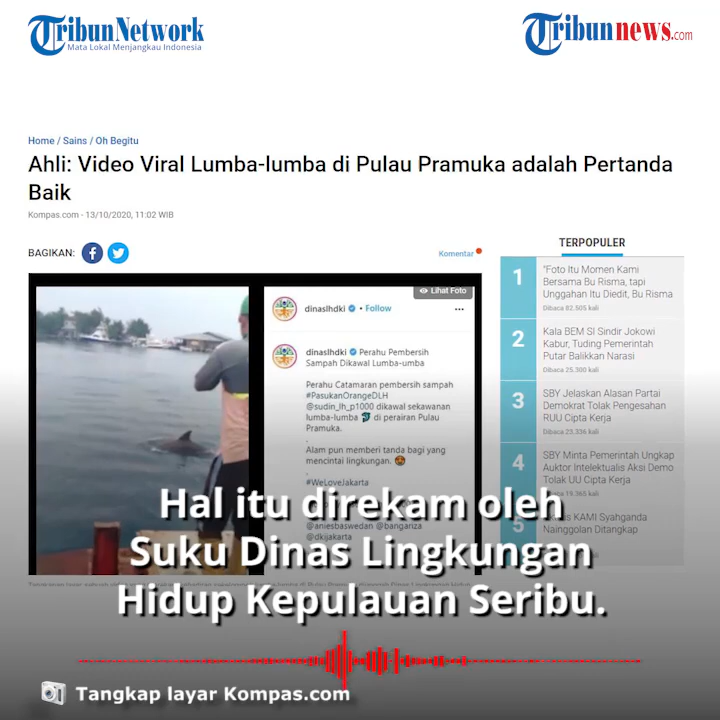 TribunNetwork
Mata Lokal Menjangkau Indonesia
Tribunnews.com
Home / Sains / Oh Begitu
Ahli: Video Viral Lumba-lumba di Pulau Pramuka adalah Pertanda
Baik
Kompas.com - 13/10/2020, 11:02 WIB
BAGIKAN:
Komentar
TERPOPULER
Lihat Foto
dinaslhdki • Follow
dinaslhdki Perahu Pembersih
Sampah Dikawal Lumba-umba
Perahu Catamaran pembersih sampah
#PasukanOrangeDLH
@sudin_lh_p1000 dikawal sekawanan
lumba-lumba di perairan Pulau
Pramuka.
Alam pun memberi tanda bagi yang
mencintai lingkungan.
#WeLoveJakarta
@aniesbaswedan @bangariza
@dkijakarta
1
"Foto Itu Momen Kami
Bersama Bu Risma, tapi
Unggahan Itu Diedit, Bu Risma
Dibaca 82.505 kali
2
Kala BEM SI Sindir Jokowi
Kabur, Tuding Pemerintah
Putar Balikkan Narasi
Dibaca 25.300 kali
3
SBY Jelaskan Alasan Partai
Demokrat Tolak Pengesahan
RUU Cipta Kerja
Dibaca 23.336 kali
4
SBY Minta Pemerintah Ungkap
Auktor Intelektualis Aksi Demo
Tolak UU Cipta Kerja
Dibaca 19.365 kali
5
KAMI Syahganda
Nainggolan Ditangkap
Hal itu direkam oleh
Suku Dinas Lingkungan
Hidup Kepulauan Seribu.
Tangkap layar Kompas.com